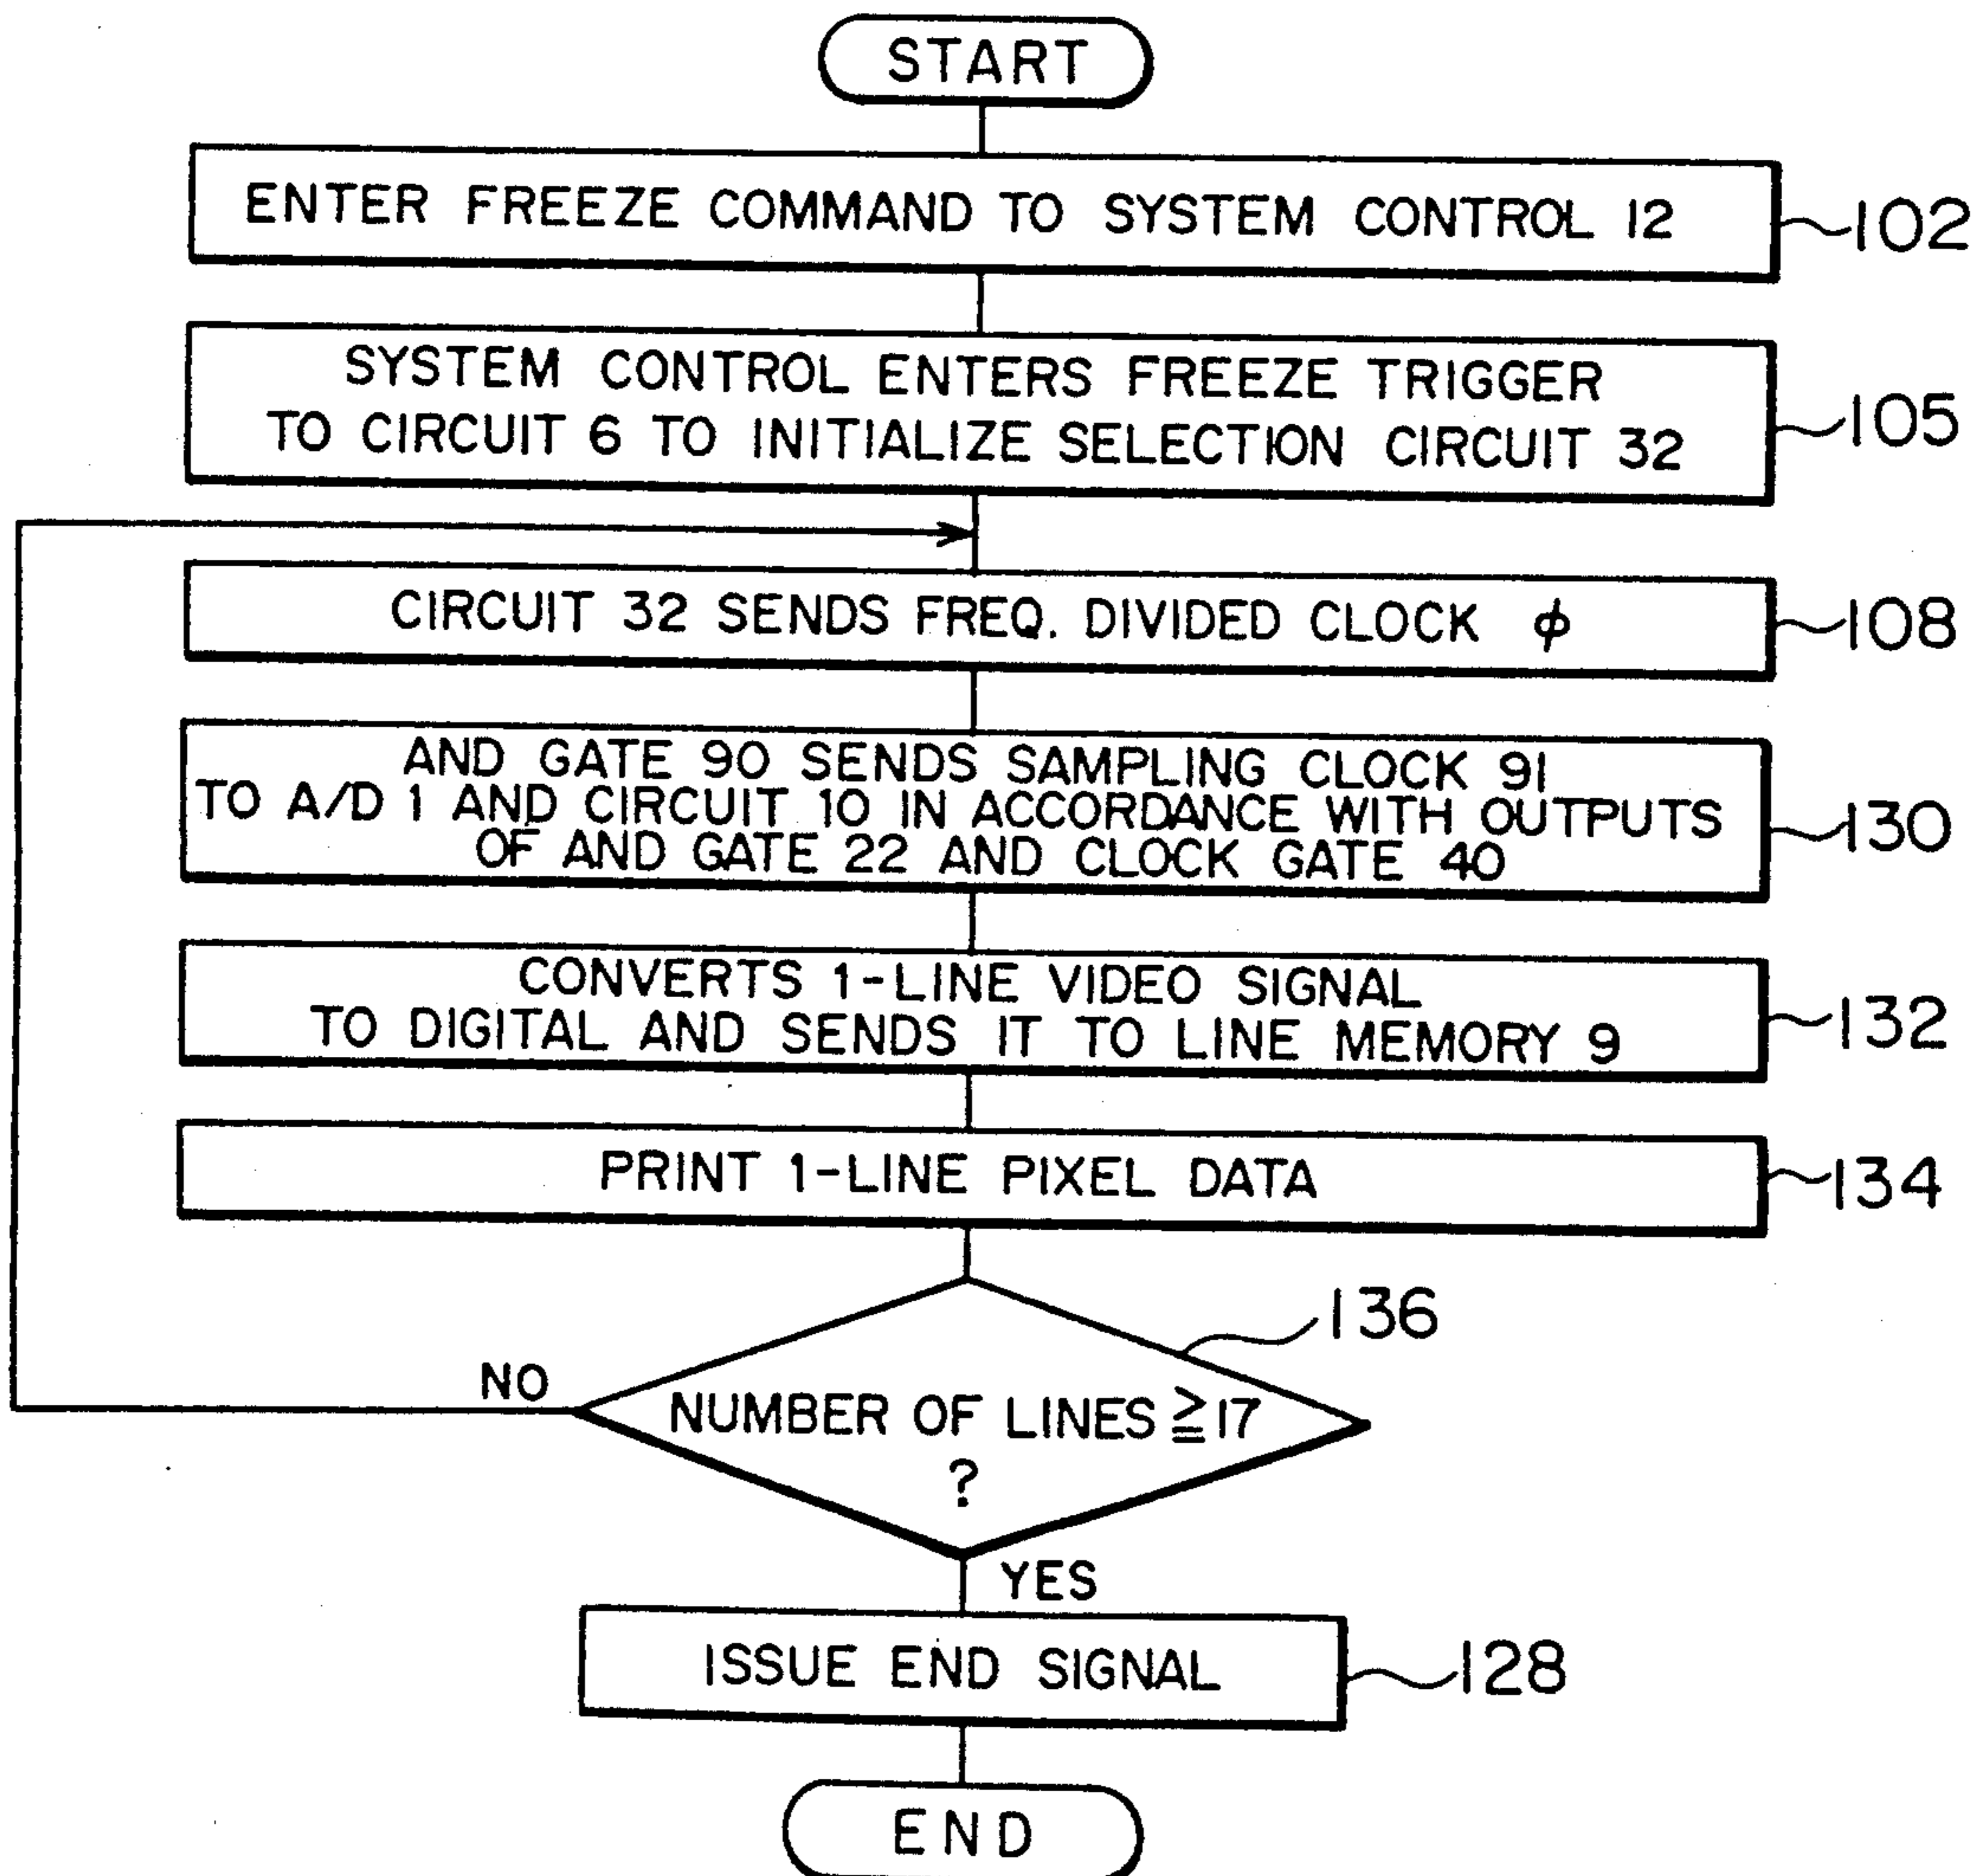 START
ENTER FREEZE COMMAND TO SYSTEM CONTROL 12
102
SYSTEM CONTROL ENTERS FREEZE TRIGGER
TO CIRCUIT 6 TO INITIALIZE SELECTION CIRCUIT 32
105
CIRCUIT 32 SENDS FREQ. DIVIDED CLOCK ϕ
108
AND GATE 90 SENDS SAMPLING CLOCK 91
TO A/D 1 AND CIRCUIT 10 IN ACCORDANCE WITH OUTPUTS
OF AND GATE 22 AND CLOCK GATE 40
130
CONVERTS 1-LINE VIDEO SIGNAL
TO DIGITAL AND SENDS IT TO LINE MEMORY 9
132
PRINT 1-LINE PIXEL DATA
134
136
NO
NUMBER OF LINES ≧ 17
?
YES
ISSUE END SIGNAL
128
END